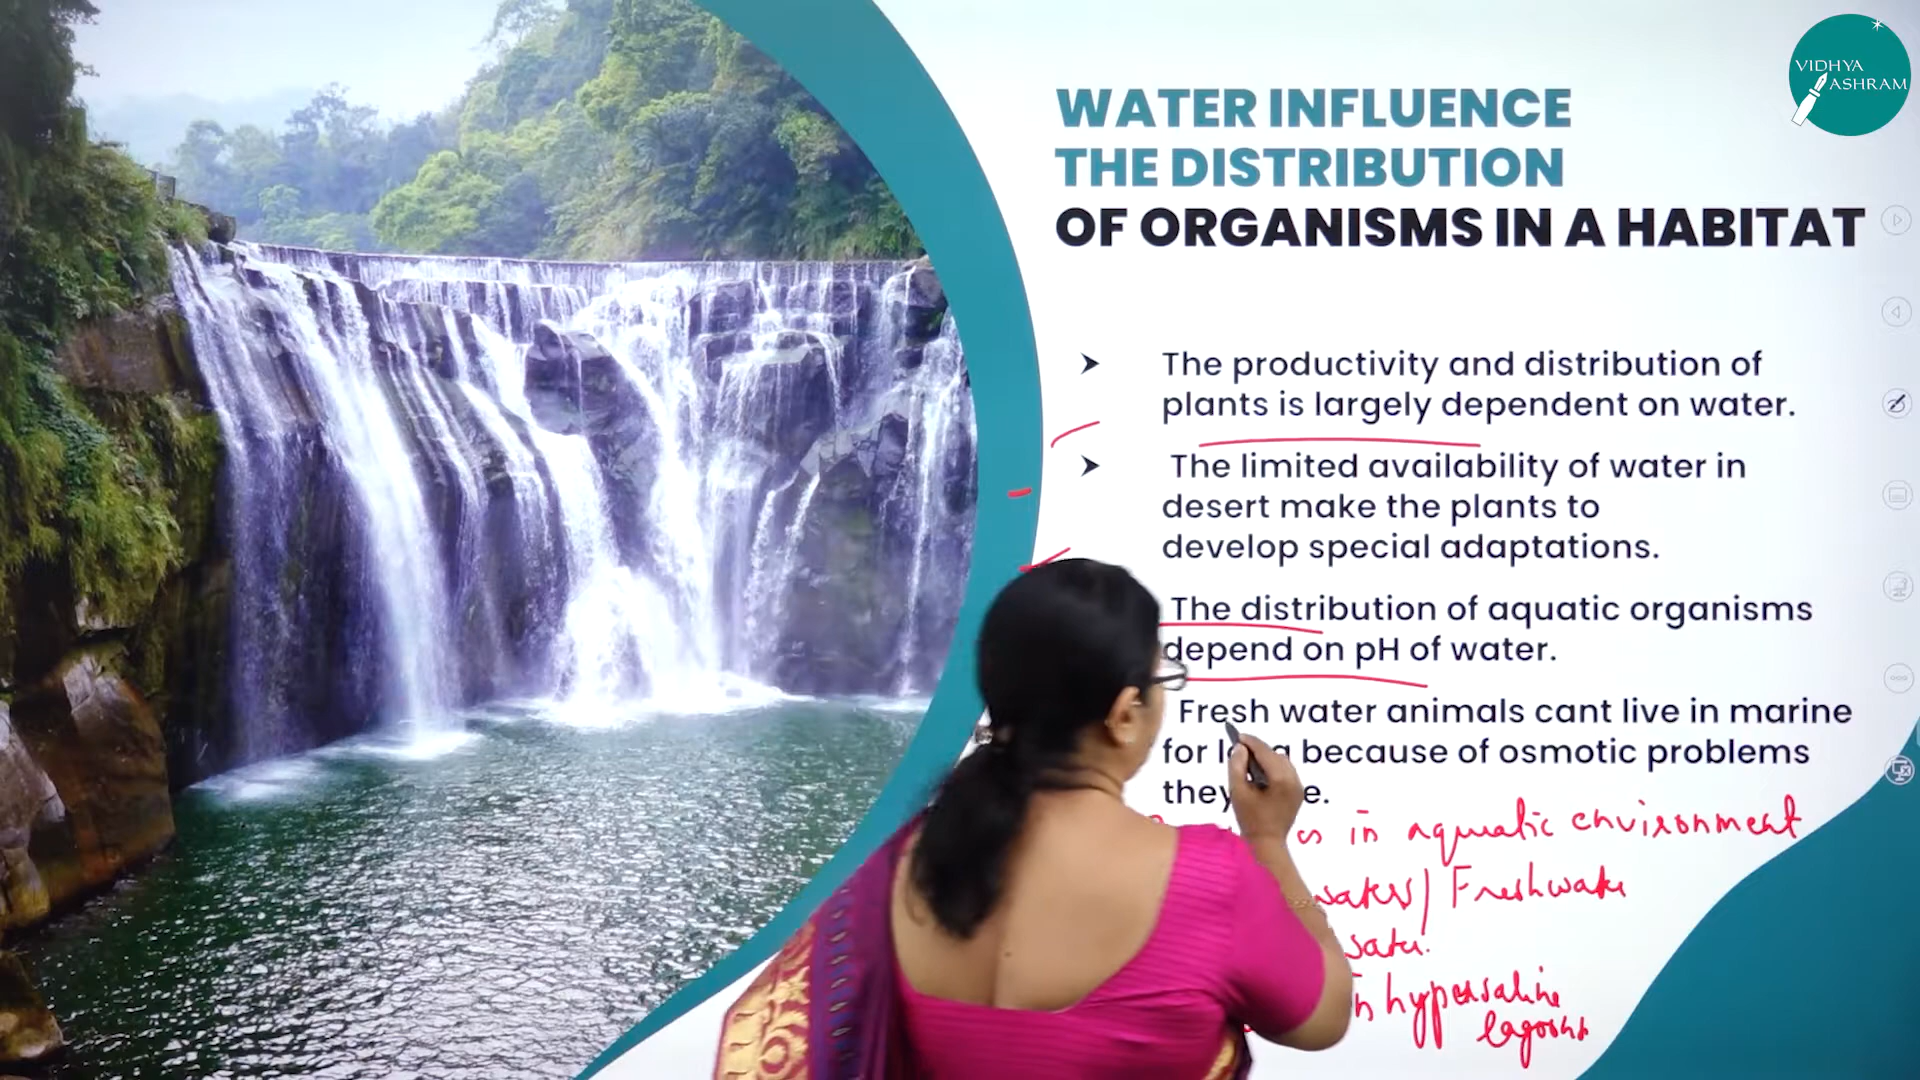 VIDHYA
ASHRAM
WATER INFLUENCE
THE DISTRIBUTION
OF ORGANISMS IN A HABITAT
➤ The productivity and distribution of
plants is largely dependent on water.
➤ The limited availability of water in
desert make the plants to
develop special adaptations.
The distribution of aquatic organisms
depend on pH of water.
Fresh water animals cant live in marine
for because of osmotic problems
they
in aquatic environment
water / Freshwate
hypersaline
lagoons